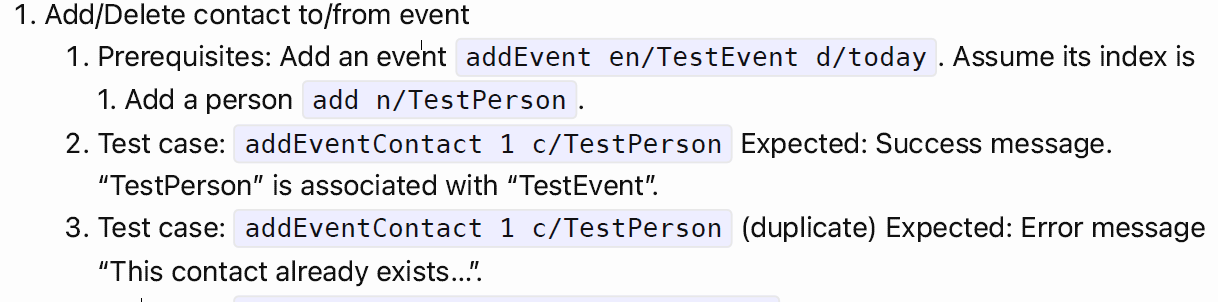 1. Add/Delete contact to/from event
1. Prerequisites: Add an event addEvent en/TestEvent d/today. Assume its index is
1. Add a person add n/TestPerson.
2. Test case: addEventContact 1 c/TestPerson Expected: Success message.
“TestPerson” is associated with “TestEvent”.
3. Test case: addEventContact 1 c/TestPerson (duplicate) Expected: Error message
“This contact already exists…”.